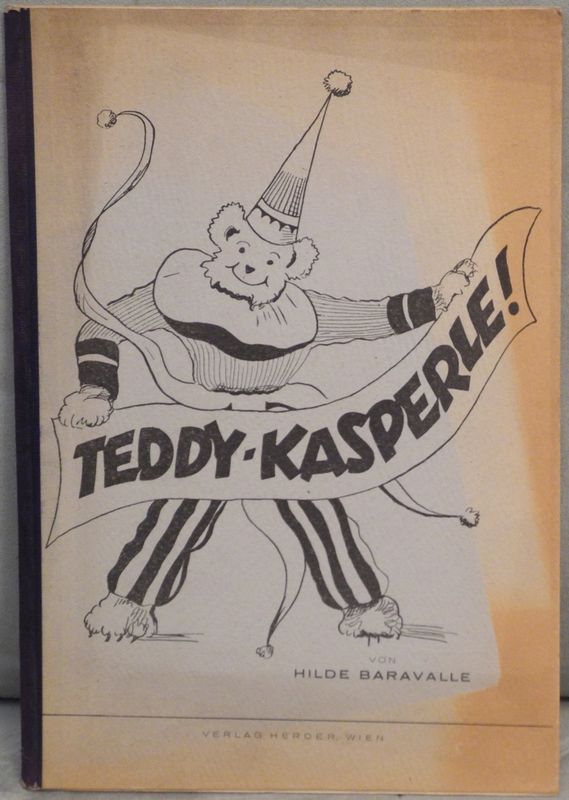 TEDDY-KASPERLE!
VON
HILDE BARAVALLE
VERLAG HERDER, WIEN